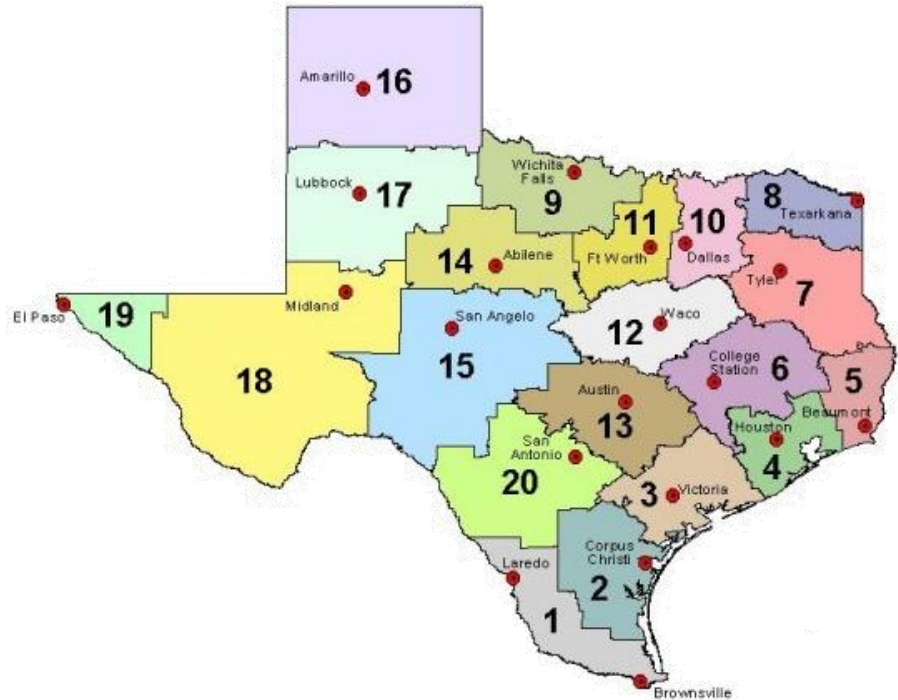 Amarillo 16
Lubbock 17
Wichita
Falls
9
8
Texarkana
11
10
14
Abilene
Ft Worth
Dallas
Tyler
7
El Paso
19
Midland
San Angelo
12
Waco
18
15
College
Station
6
5
Austin
13
Beaumont
Houston
4
San
Antonio
20
3
Victoria
Laredo
Corpus
Christi
2
1
Brownsville